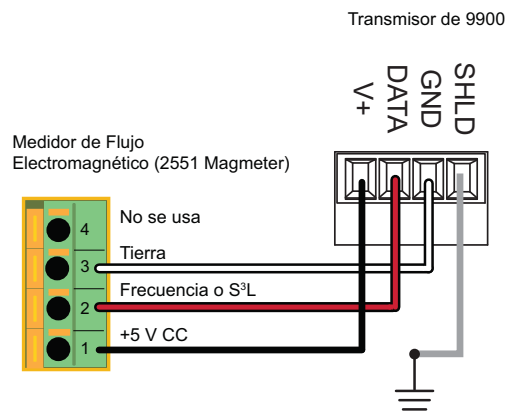 Transmisor de 9900
V+
DATA
GND
SHLD
Medidor de Flujo
Electromagnético (2551 Magmeter)
4
No se usa
3
Tierra
2
Frecuencia o S³L
1
+5 V CC